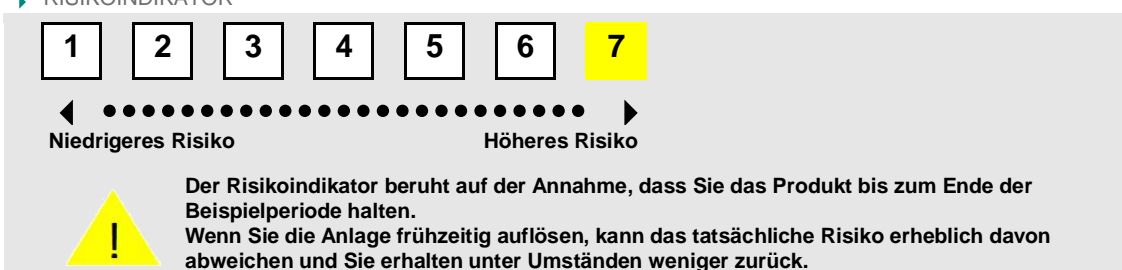 RISIKOINDIKATOR
1 2 3 4 5 6 7
Niedrigeres Risiko Höheres Risiko
Der Risikoindikator beruht auf der Annahme, dass Sie das Produkt bis zum Ende der
Beispielperiode halten.
! Wenn Sie die Anlage frühzeitig auflösen, kann das tatsächliche Risiko erheblich davon
abweichen und Sie erhalten unter Umständen weniger zurück.